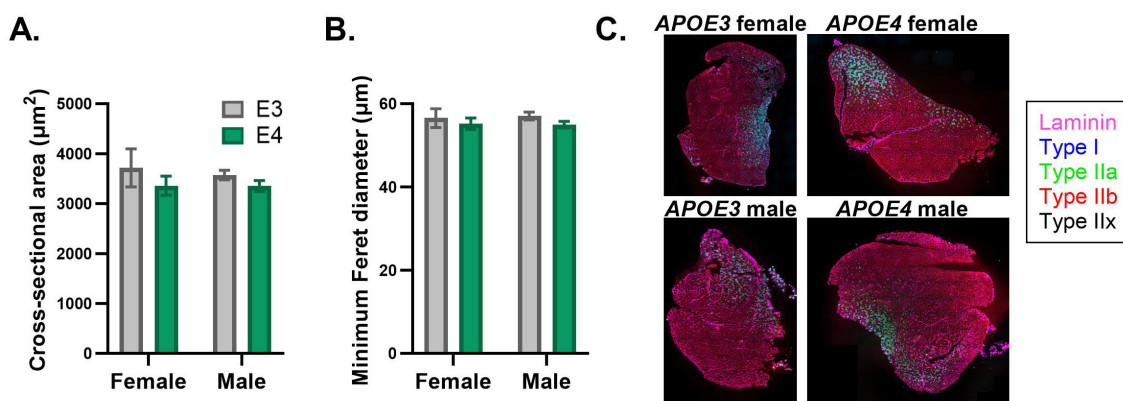 A.
Cross-sectional area (μm²)
5000
4000
3000
2000
1000
0
Female
Male
E3
E4
B.
Minimum Feret diameter (μm)
60
40
20
0
Female
Male
C.
APOE3 female
APOE4 female
APOE3 male
APOE4 male
Laminin
Type I
Type IIa
Type IIb
Type IIx